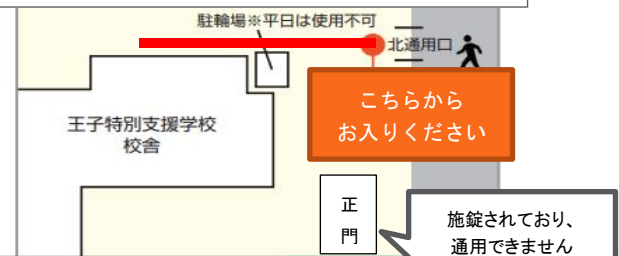 駐輪場※平日は使用不可
北通用口
こちらから
お入りください
王子特別支援学校
校舎
正
門
施錠されており、
通用できません